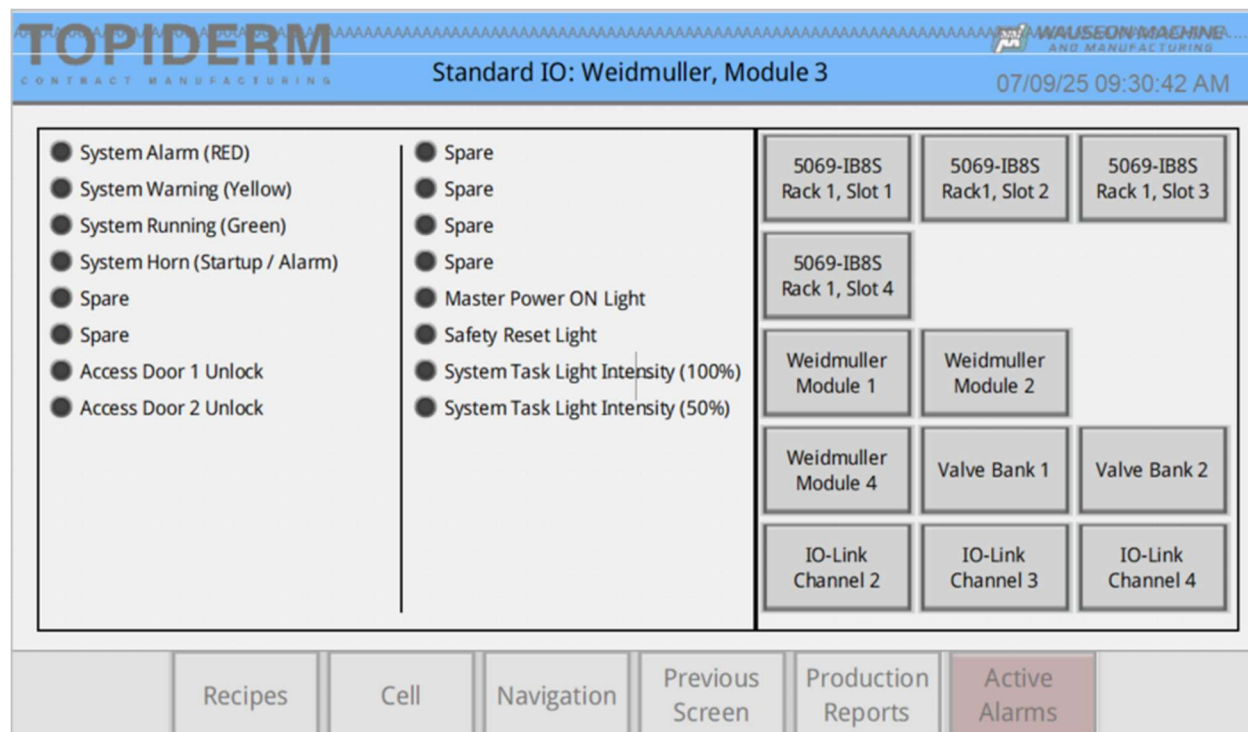 TOPIDERM
CONTRACT MANUFACTURING
WAUSEON MACHINE
AND MANUFACTURING
Standard IO: Weidmuller, Module 3
07/09/25 09:30:42 AM
System Alarm (RED)
System Warning (Yellow)
System Running (Green)
System Horn (Startup / Alarm)
Spare
Spare
Access Door 1 Unlock
Access Door 2 Unlock
Spare
Spare
Spare
Spare
Master Power ON Light
Safety Reset Light
System Task Light Intensity (100%)
System Task Light Intensity (50%)
5069-IB8S
Rack 1, Slot 1
5069-IB8S
Rack1, Slot 2
5069-IB8S
Rack 1, Slot 3
5069-IB8S
Rack 1, Slot 4
Weidmuller
Module 1
Weidmuller
Module 2
Weidmuller
Module 4
Valve Bank 1
Valve Bank 2
IO-Link
Channel 2
IO-Link
Channel 3
IO-Link
Channel 4
Recipes
Cell
Navigation
Previous
Screen
Production
Reports
Active
Alarms